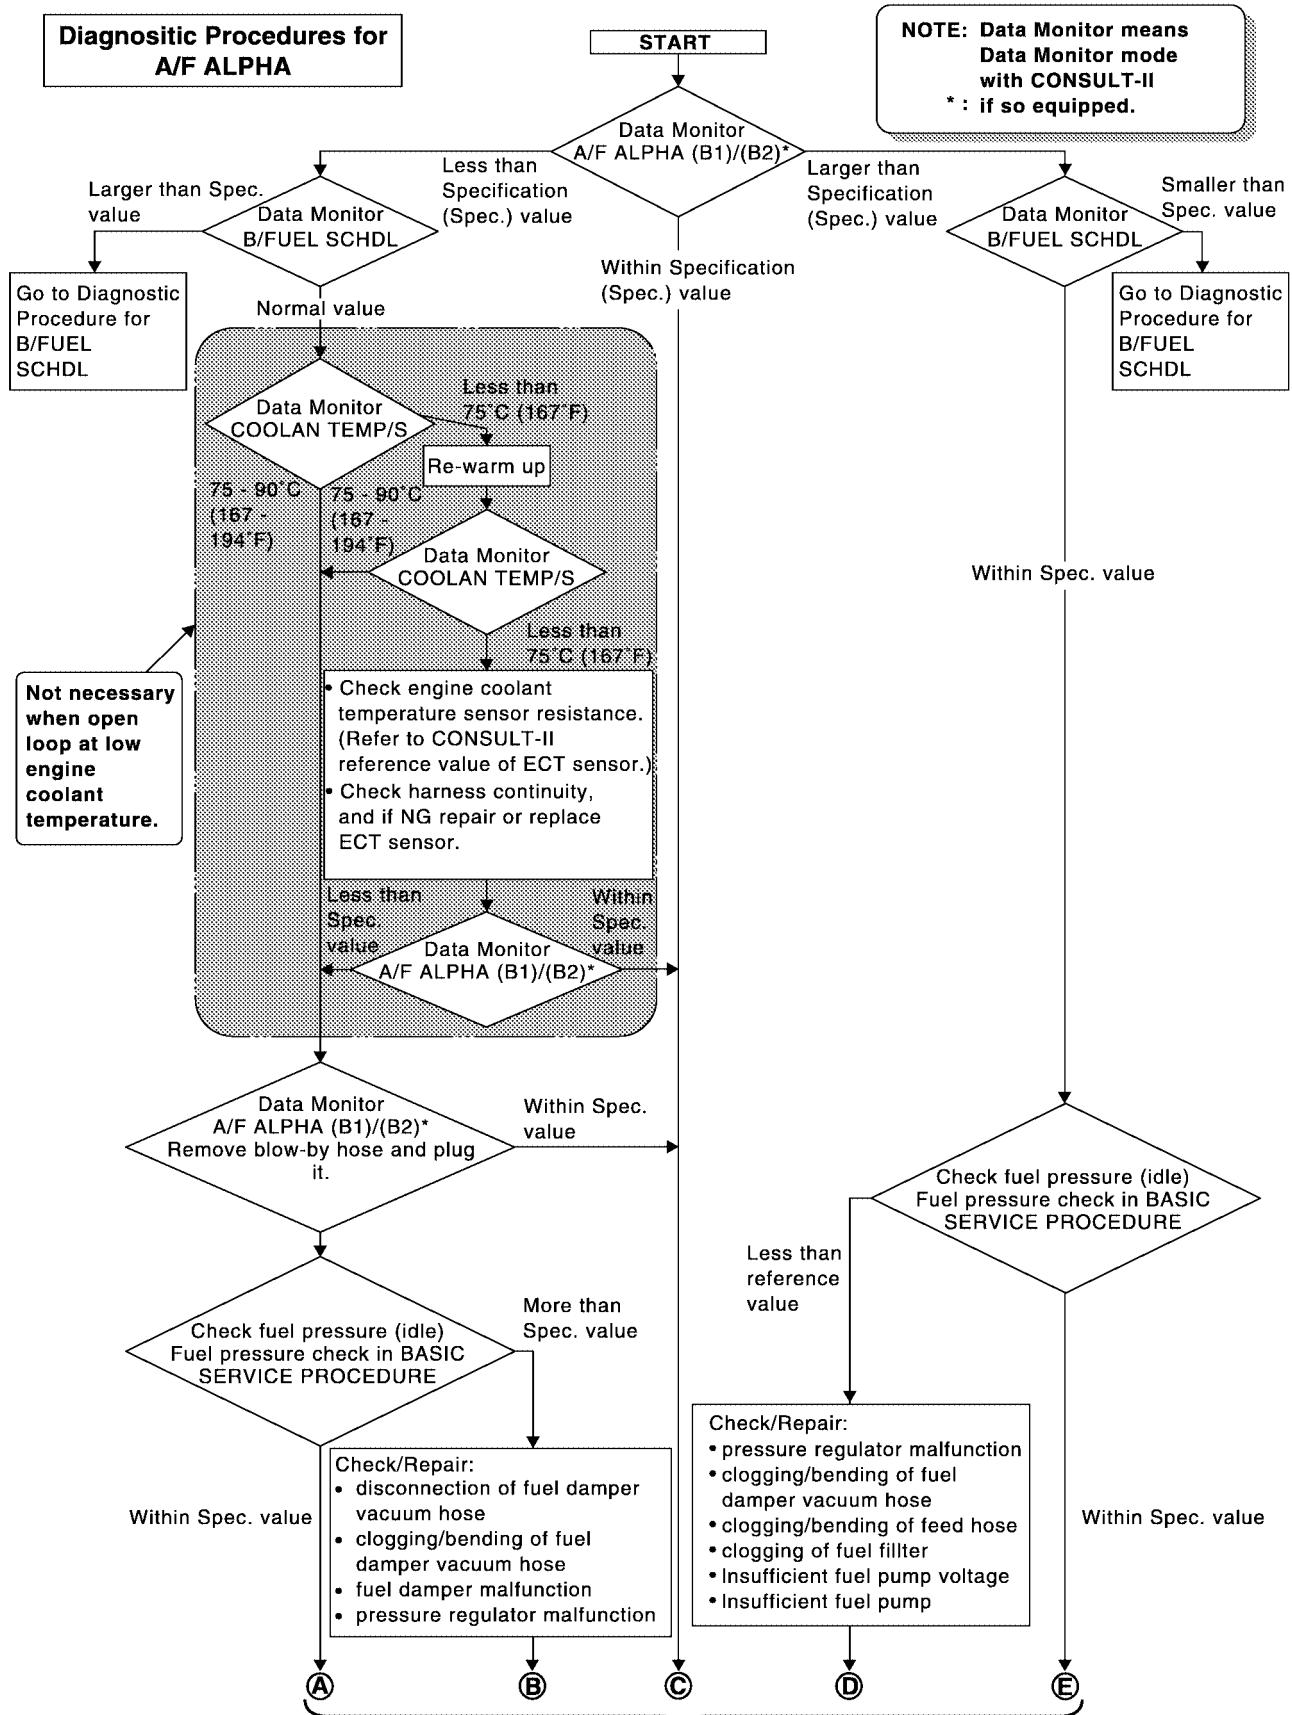 Diagnositic Procedures for
A/F ALPHA
START
NOTE: Data Monitor means
Data Monitor mode
with CONSULT-II
* : if so equipped.
Data Monitor
A/F ALPHA (B1)/(B2)*
Less than
Specification
(Spec.) value
Larger than
Specification
(Spec.) value
Within Specification
(Spec.) value
Larger than Spec.
value
Data Monitor
B/FUEL SCHDL
Smaller than
Spec. value
Data Monitor
B/FUEL SCHDL
Go to Diagnostic
Procedure for
B/FUEL
SCHDL
Normal value
Go to Diagnostic
Procedure for
B/FUEL
SCHDL
Data Monitor
COOLAN TEMP/S
Less than
75˚C (167˚F)
Re-warm up
75 - 90˚C
(167 -
194˚F)
75 - 90˚C
(167 -
194˚F)
Data Monitor
COOLAN TEMP/S
Within Spec. value
Less than
75˚C (167˚F)
Not necessary
when open
loop at low
engine
coolant
temperature.
• Check engine coolant
temperature sensor resistance.
(Refer to CONSULT-II
reference value of ECT sensor.)
• Check harness continuity,
and if NG repair or replace
ECT sensor.
Less than
Spec.
value
Within
Spec.
value
Data Monitor
A/F ALPHA (B1)/(B2)*
Data Monitor
A/F ALPHA (B1)/(B2)*
Remove blow-by hose and plug
it.
Within Spec.
value
Check fuel pressure (idle)
Fuel pressure check in BASIC
SERVICE PROCEDURE
Less than
reference
value
Check fuel pressure (idle)
Fuel pressure check in BASIC
SERVICE PROCEDURE
More than
Spec. value
Within Spec. value
Check/Repair:
• disconnection of fuel damper
vacuum hose
• clogging/bending of fuel
damper vacuum hose
• fuel damper malfunction
• pressure regulator malfunction
Check/Repair:
• pressure regulator malfunction
• clogging/bending of fuel
damper vacuum hose
• clogging/bending of feed hose
• clogging of fuel fillter
• Insufficient fuel pump voltage
• Insufficient fuel pump
Within Spec. value
A B C D E